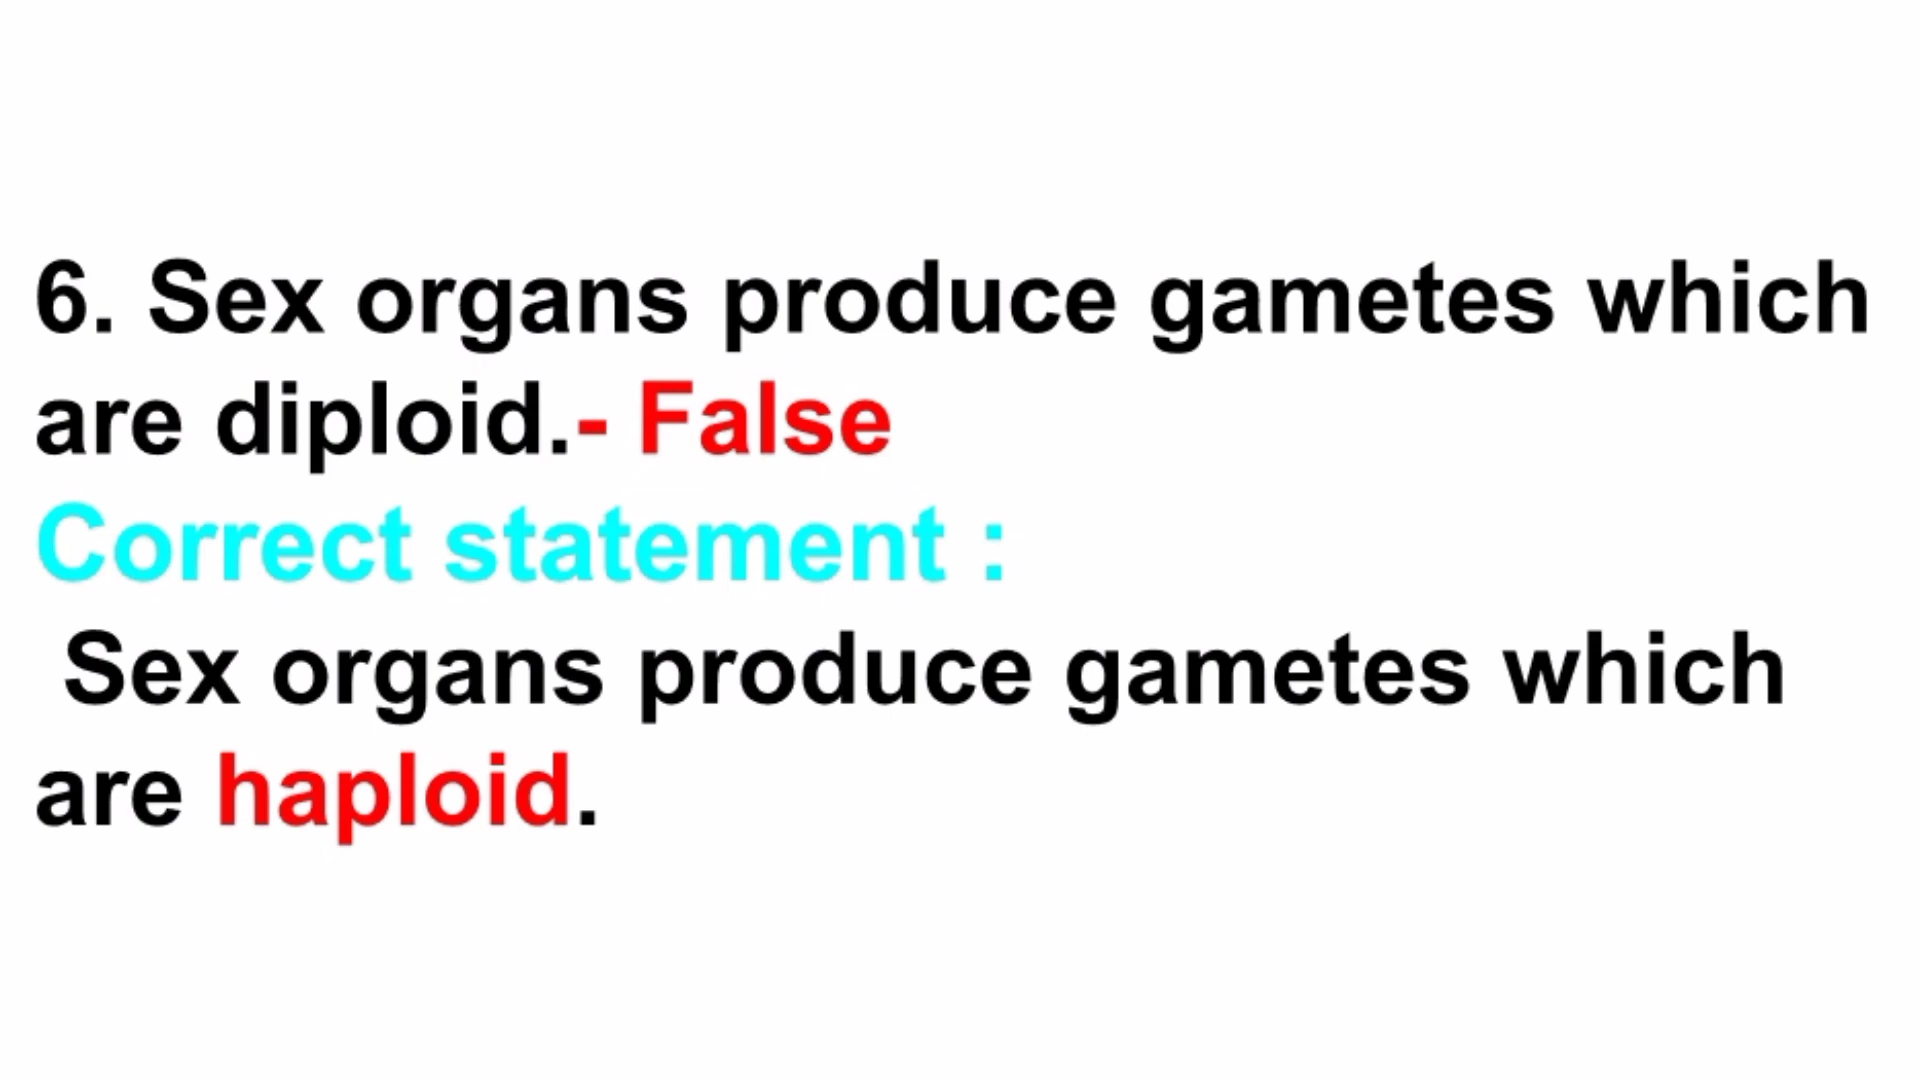 6. Sex organs produce gametes which
are diploid.- False
Correct statement :
Sex organs produce gametes which
are haploid.